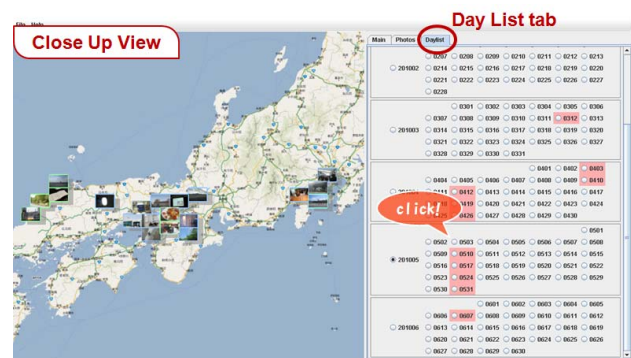 Day List tab
File Help
Close Up View
Main Photos Daylist
0207 0208 0209 0210 0211 0212 0213
201002 0214 0215 0216 0217 0218 0219 0220
0221 0222 0223 0224 0225 0226 0227
0228
0301 0302 0303 0304 0305 0306
0307 0308 0309 0310 0311 0312 0313
201003 0314 0315 0316 0317 0318 0319 0320
0321 0322 0323 0324 0325 0326 0327
0328 0329 0330 0331
0401 0402 0403
0404 0405 0406 0407 0408 0409 0410
0411 0412 0413 0414 0415 0416 0417
0419 0420 0421 0422 0423 0424
click!
0426 0427 0428 0429 0430
0501
0502 0503 0504 0505 0506 0507 0508
0509 0510 0511 0512 0513 0514 0515
201005 0516 0517 0518 0519 0520 0521 0522
0523 0524 0525 0526 0527 0528 0529
0530 0531
0601 0602 0603 0604 0605
0606 0607 0608 0609 0610 0611 0612
201006 0613 0614 0615 0616 0617 0618 0619
0620 0621 0622 0623 0624 0625 0626
0627 0628 0629 0630